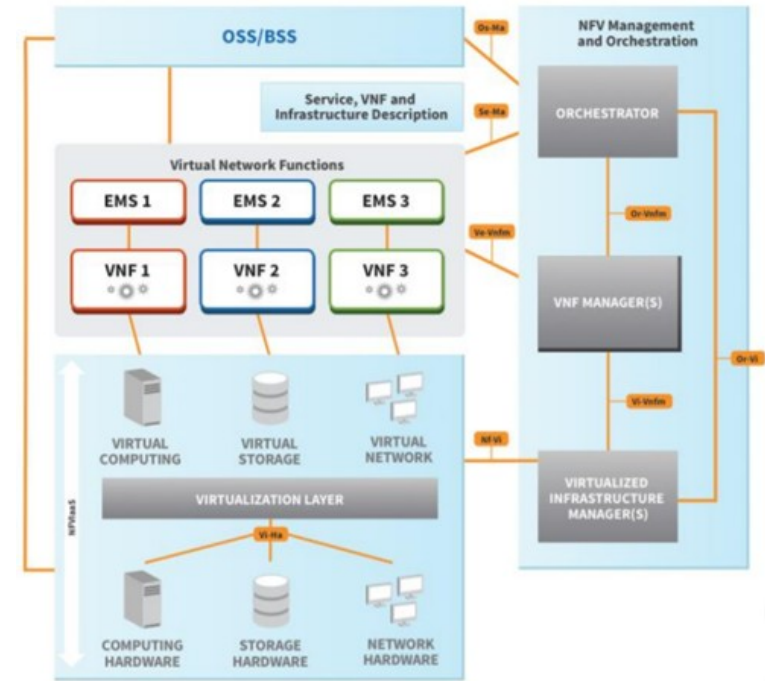 OSS/BSS
Os-Ma
NFV Management
and Orchestration
Service, VNF and
Infrastructure Description
Se-Ma
ORCHESTRATOR
Virtual Network Functions
EMS 1
EMS 2
EMS 3
Or-Vnfm
Ve-Vnfm
VNF 1
VNF 2
VNF 3
VNF MANAGER(S)
Or-Vi
Vi-Vnfm
VIRTUAL
COMPUTING
VIRTUAL
STORAGE
VIRTUAL
NETWORK
Nf-Vi
VIRTUALIZED
INFRASTRUCTURE
MANAGER(S)
VIRTUALIZATION LAYER
NFVIaaS
Vi-Ha
COMPUTING
HARDWARE
STORAGE
HARDWARE
NETWORK
HARDWARE